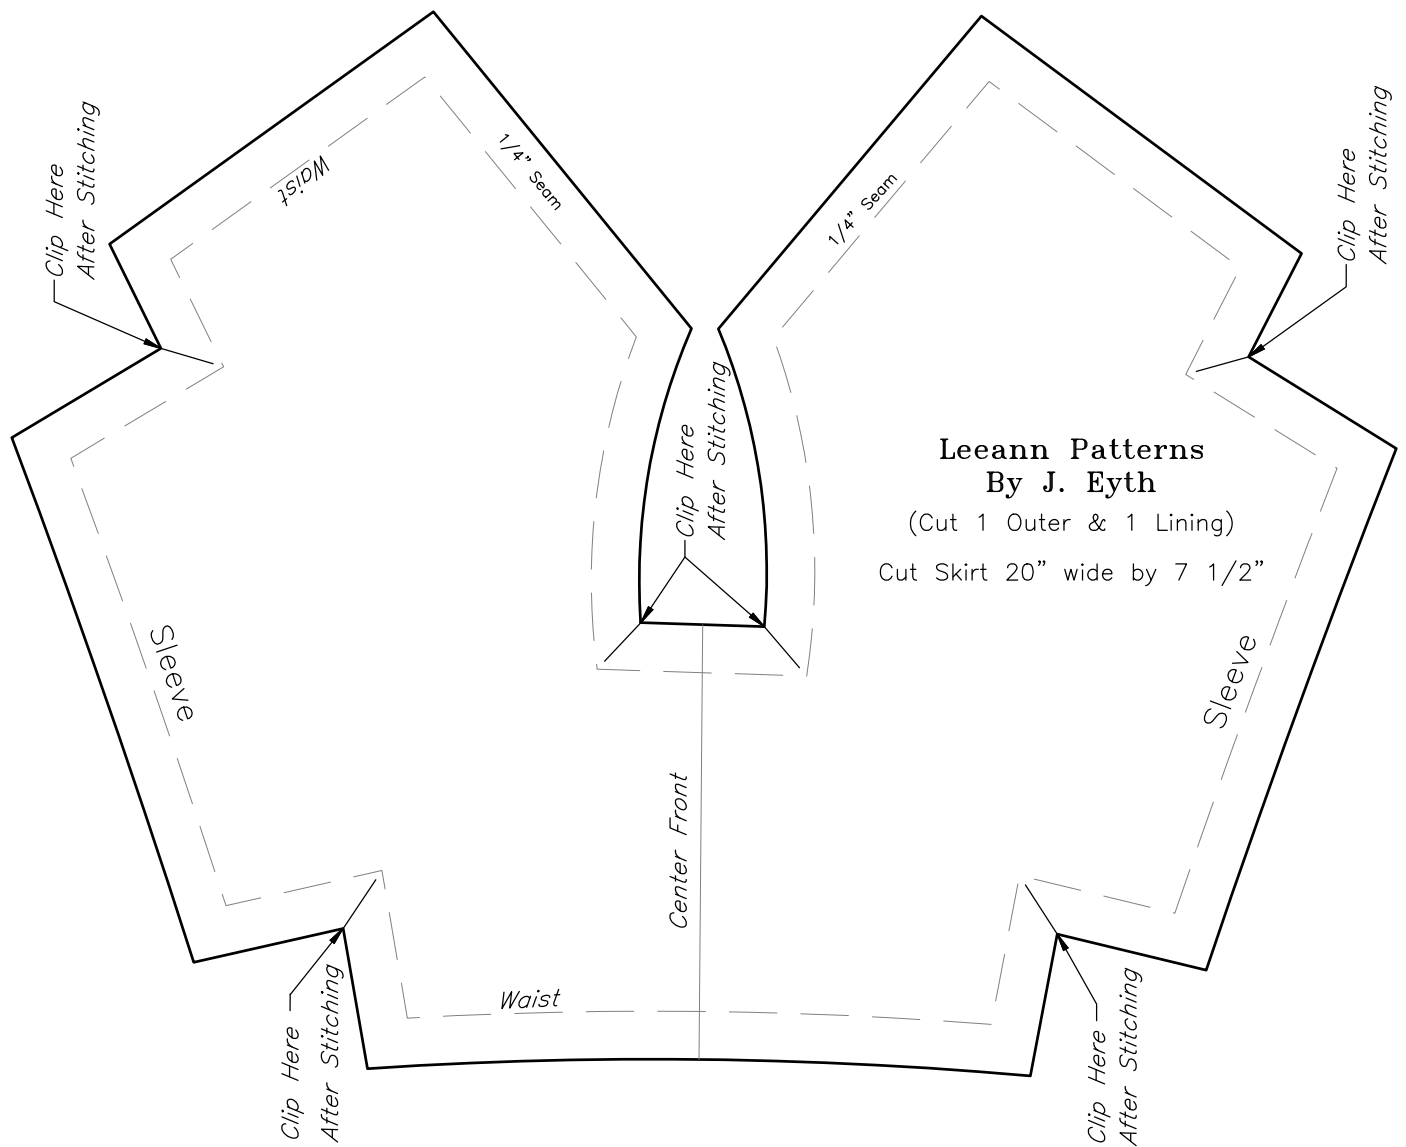 Clip Here
After Stitching
Waist
1/4” Seam
1/4” Seam
Clip Here
After Stitching
Clip Here
After Stitching
Leeann Patterns
By J. Eyth
(Cut 1 Outer & 1 Lining)
Cut Skirt 20” wide by 7 1/2”
Sleeve
Sleeve
Center Front
Waist
Clip Here
After Stitching
Clip Here
After Stitching